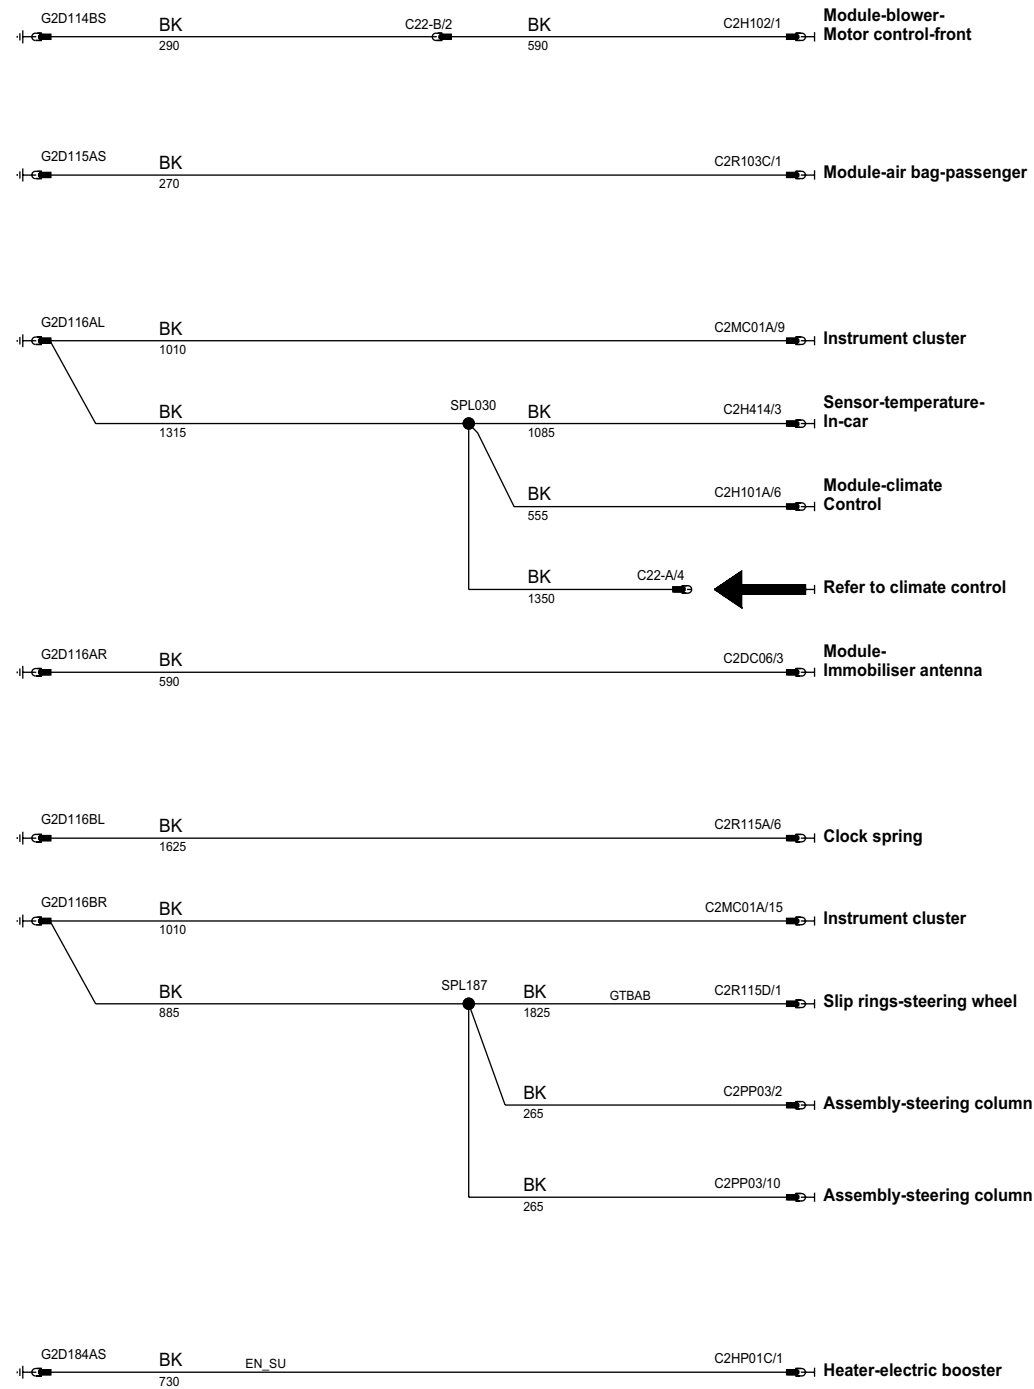 G2D114BS
BK
290
C22-B/2
BK
590
C2H102/1
Module-blower-
Motor control-front
G2D115AS
BK
270
C2R103C/1
Module-air bag-passenger
G2D116AL
BK
1010
C2MC01A/9
Instrument cluster
BK
1315
SPL030
BK
1085
C2H414/3
Sensor-temperature-
In-car
BK
555
C2H101A/6
Module-climate
Control
BK
1350
C22-A/4
Refer to climate control
G2D116AR
BK
590
C2DC06/3
Module-
Immobiliser antenna
G2D116BL
BK
1625
C2R115A/6
Clock spring
G2D116BR
BK
1010
C2MC01A/15
Instrument cluster
BK
885
SPL187
BK
1825
GTBAB
C2R115D/1
Slip rings-steering wheel
BK
265
C2PP03/2
Assembly-steering column
BK
265
C2PP03/10
Assembly-steering column
G2D184AS
BK
730
EN_SU
C2HP01C/1
Heater-electric booster